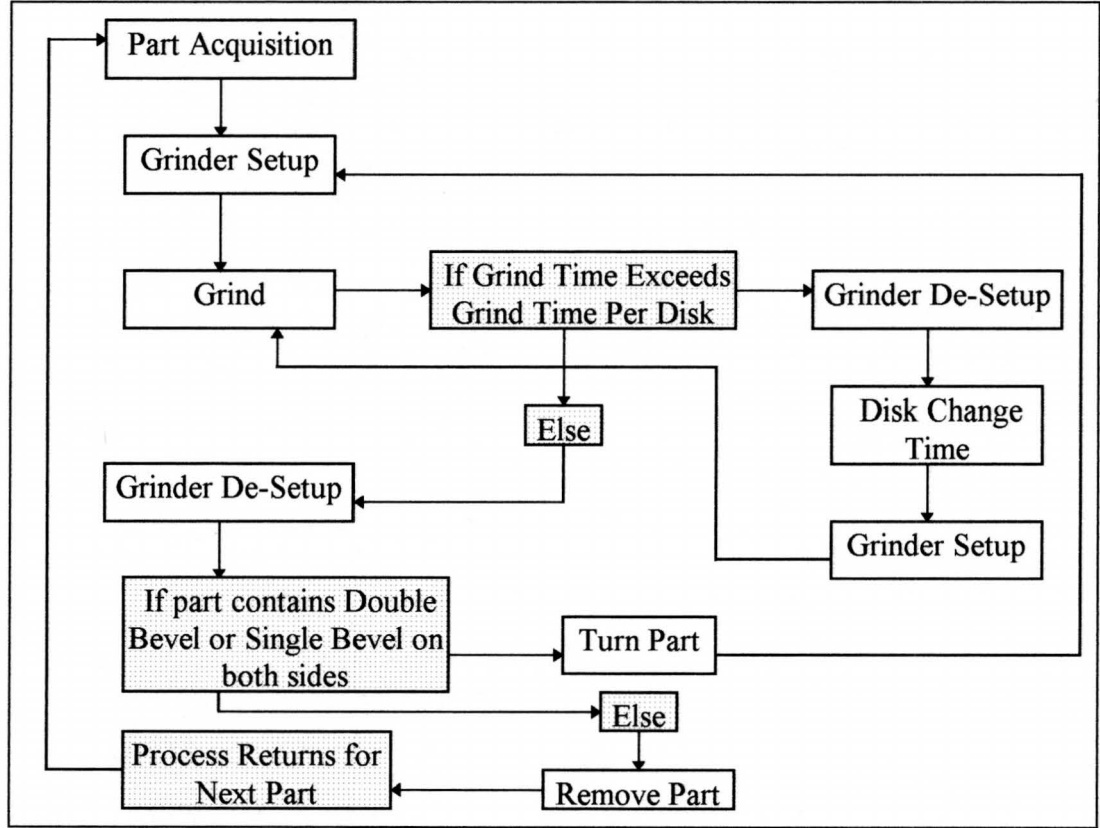 Part Acquisition
Grinder Setup
Grind
If Grind Time Exceeds
Grind Time Per Disk
Grinder De-Setup
Disk Change
Time
Grinder Setup
Else
Grinder De-Setup
If part contains Double
Bevel or Single Bevel on
both sides
Turn Part
Else
Remove Part
Process Returns for
Next Part